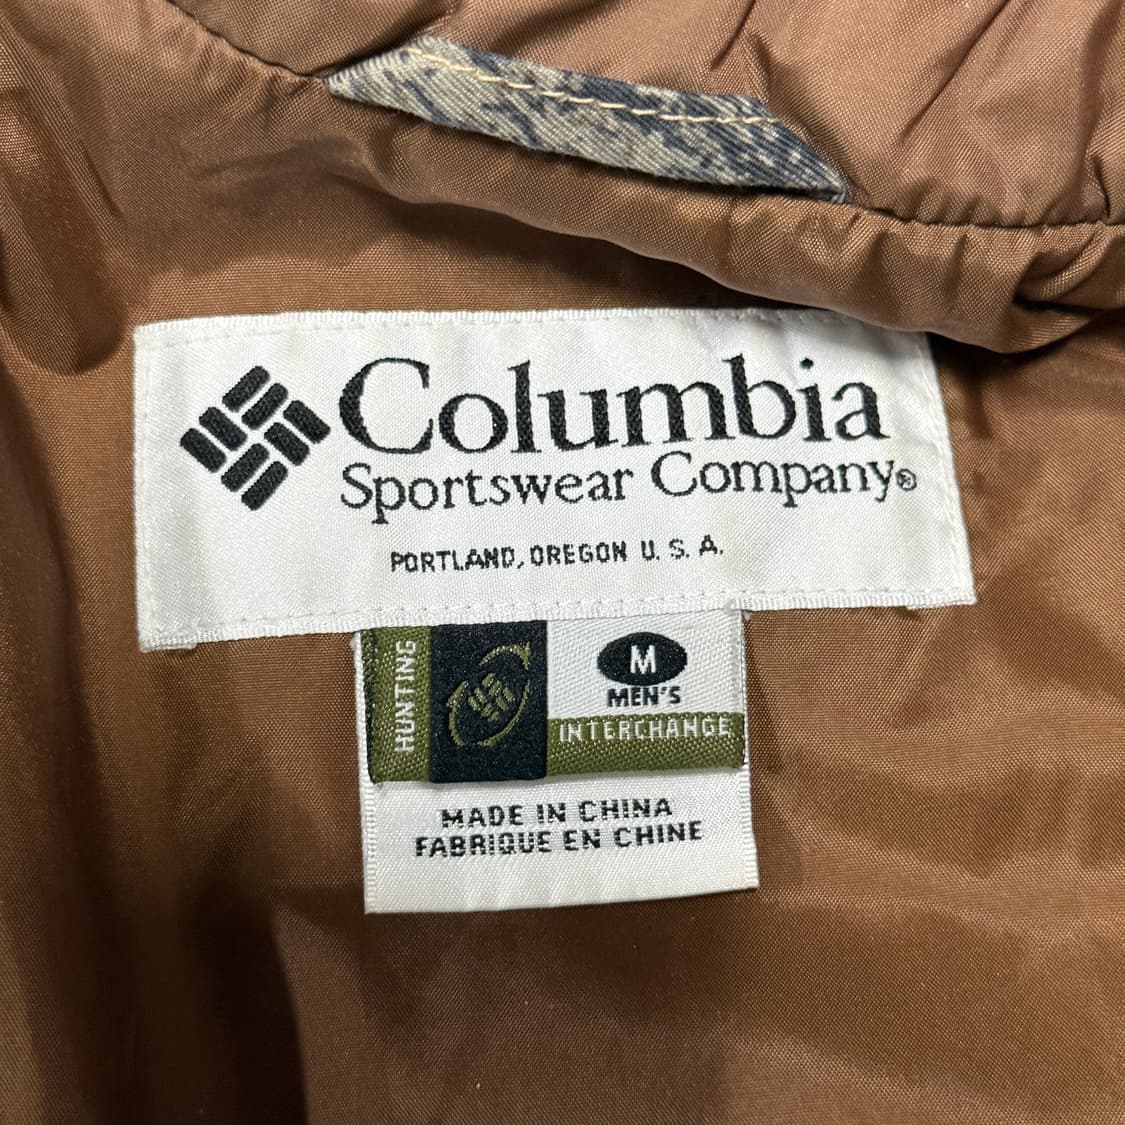 Columbia
Sportswear Company®
PORTLAND, OREGON U. S. A.
HUNTING
M
MEN'S
INTERCHANGE
MADE IN CHINA
FABRIQUE EN CHINE